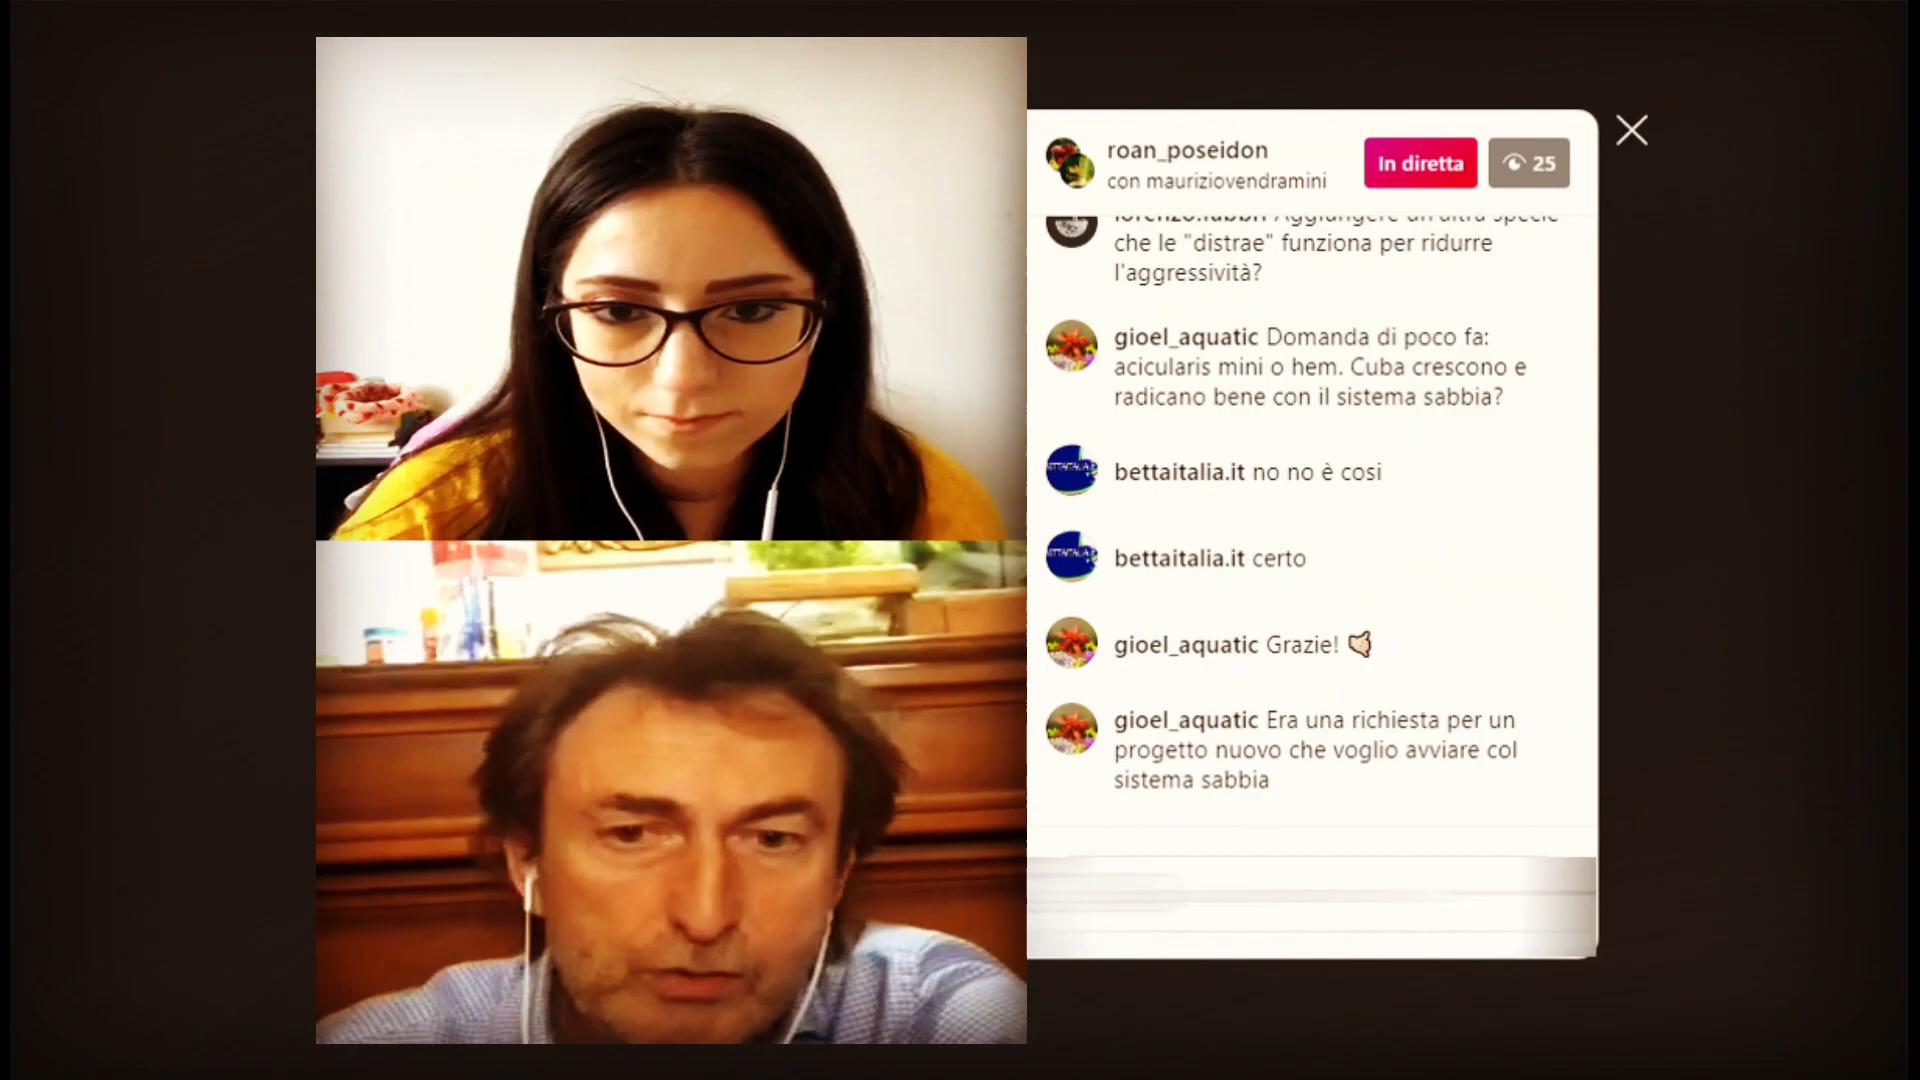 roan_poseidon
con mauriziovendramini
In diretta
25
che le "distrae" funziona per ridurre
l'aggressività?
gioel_aquatic Domanda di poco fa:
acicularis mini o hem. Cuba crescono e
radicano bene con il sistema sabbia?
bettaitalia.it no no è cosi
bettaitalia.it certo
gioel_aquatic Grazie!
gioel_aquatic Era una richiesta per un
progetto nuovo che voglio avviare col
sistema sabbia